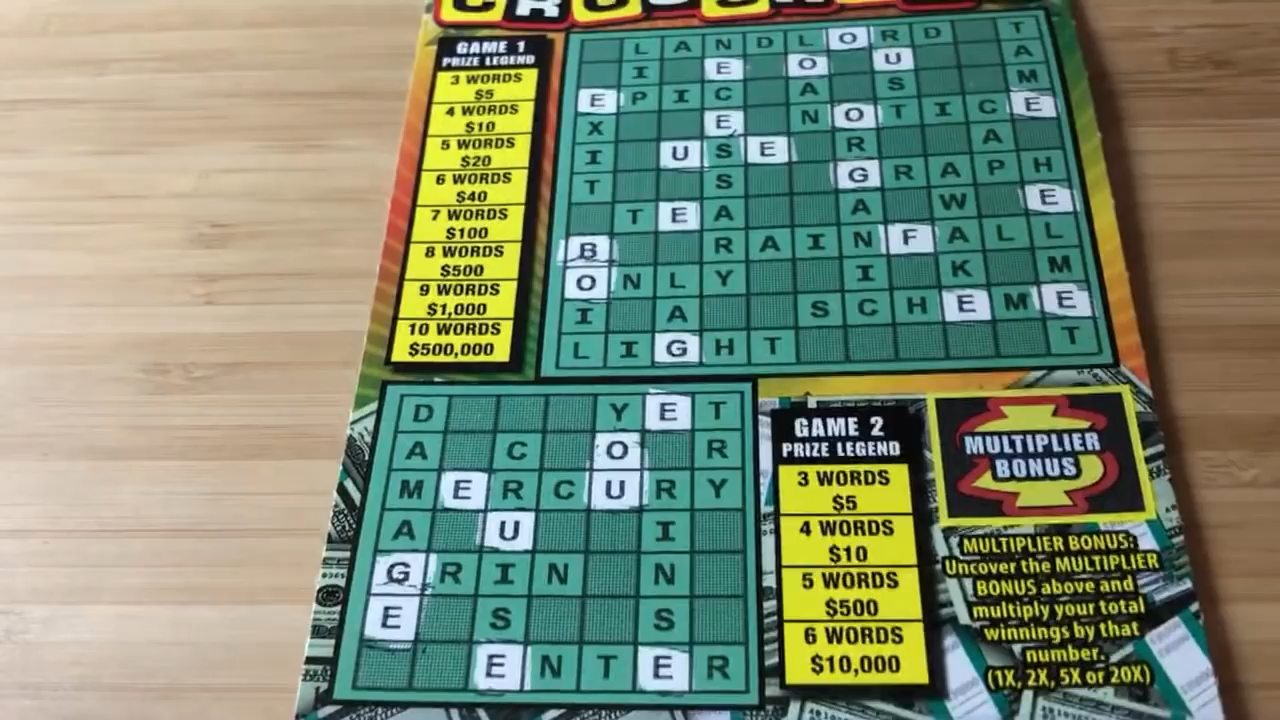 GAME 1
PRIZE LEGEND
3 WORDS
$5
4 WORDS
$10
5 WORDS
$20
6 WORDS
$40
7 WORDS
$100
8 WORDS
$500
9 WORDS
$1,000
10 WORDS
$500,000
L A N D L O R D T
I E O U A
E P I C A S M
X E N O T I C E
I U S E R A
T S G R A P H
T E A A W E
B R A I N F A L L
O N L Y I K M
I A S C H E M E
L I G H T T
D Y E T
A C O R
M E R C U R Y
A U I
G R I N N
E S S
E N T E R
GAME 2
PRIZE LEGEND
3 WORDS
$5
4 WORDS
$10
5 WORDS
$500
6 WORDS
$10,000
MULTIPLIER
BONUS
MULTIPLIER BONUS:
Uncover the MULTIPLIER
BONUS above and
multiply your total
winnings by that
number.
(1X, 2X, 5X or 20X)